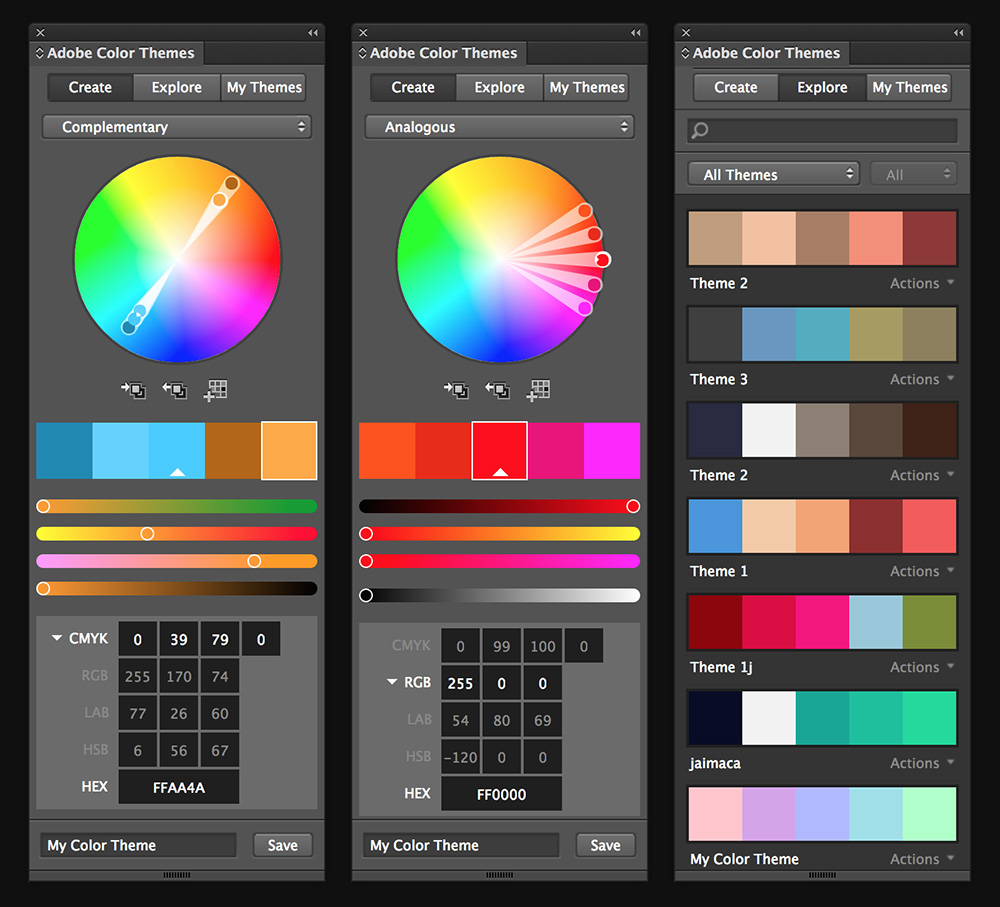 Adobe Color Themes
Create Explore My Themes
Complementary
CMYK 0 39 79 0
RGB 255 170 74
LAB 77 26 60
HSB 6 56 67
HEX FFAA4A
My Color Theme Save
Adobe Color Themes
Create Explore My Themes
Analogous
CMYK 0 99 100 0
RGB 255 0 0
LAB 54 80 69
HSB -120 0 0
HEX FF0000
My Color Theme Save
Adobe Color Themes
Create Explore My Themes
All Themes All
Theme 2 Actions
Theme 3 Actions
Theme 2 Actions
Theme 1 Actions
Theme 1j Actions
jaimaca Actions
My Color Theme Actions